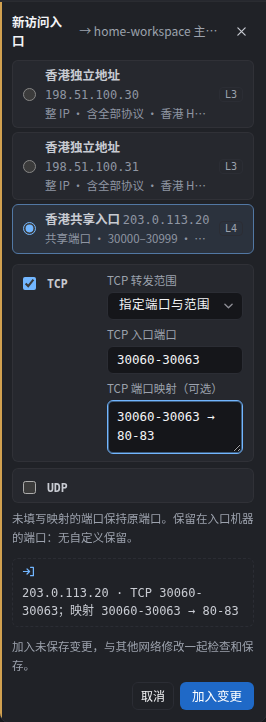 新访问入
口
→ home-workspace 主…
×
香港独立地址
198.51.100.30
L3
整 IP · 含全部协议 · 香港 H…
香港独立地址
198.51.100.31
L3
整 IP · 含全部协议 · 香港 H…
香港共享入口 203.0.113.20
L4
共享端口 · 30000–30999 · …
TCP
TCP 转发范围
指定端口与范围
TCP 入口端口
30060-30063
TCP 端口映射（可选）
30060-30063 →
80-83
UDP
未填写映射的端口保持原端口。保留在入口机器
的端口：无自定义保留。
203.0.113.20 · TCP 30060-
30063；映射 30060-30063 → 80-83
加入未保存变更，与其他网络修改一起检查和保
存。
取消
加入变更